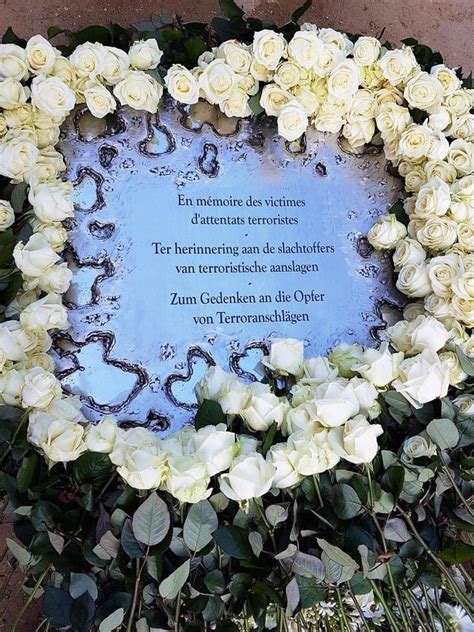 En mémoire des victimes
d'attentats terroristes
-
Ter herinnering aan de slachtoffers
van terroristische aanslagen
-
Zum Gedenken an die Opfer
von Terroranschlägen